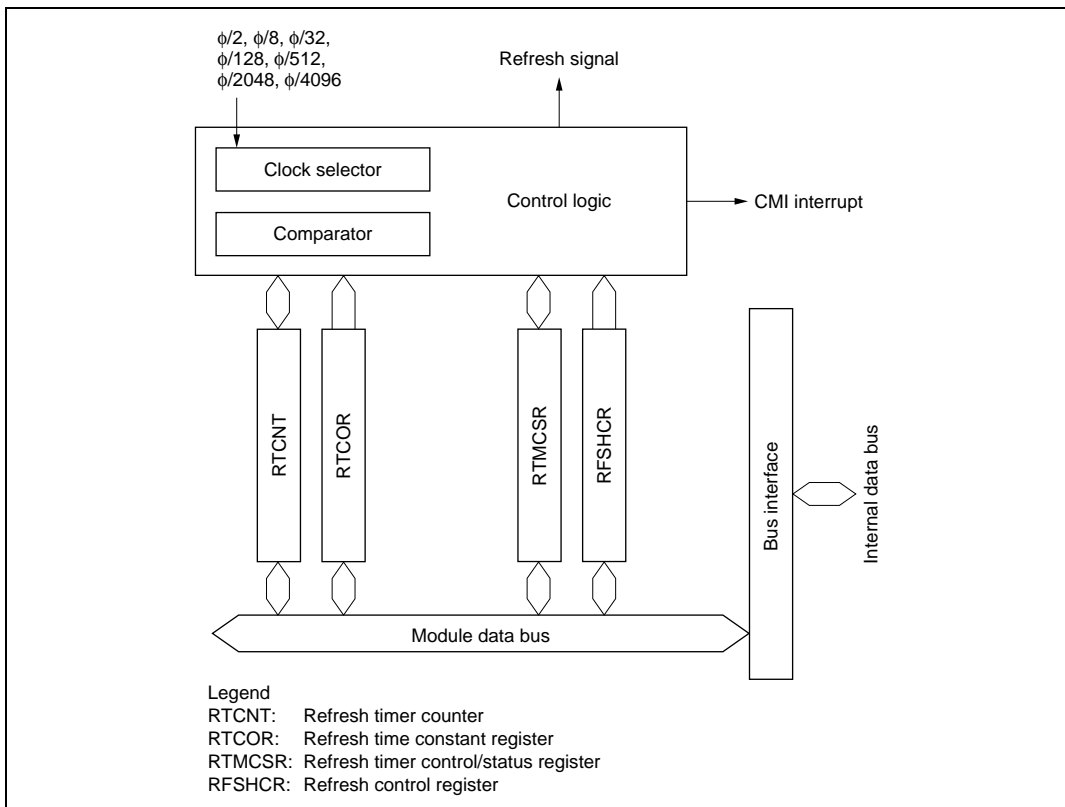 ϕ/2, ϕ/8, ϕ/32,
ϕ/128, ϕ/512,
ϕ/2048, ϕ/4096
Refresh signal
Clock selector
Control logic
CMI interrupt
Comparator
RTCNT
RTCOR
RTMCSR
RFSHCR
Bus interface
Internal data bus
Module data bus
Legend
RTCNT: Refresh timer counter
RTCOR: Refresh time constant register
RTMCSR: Refresh timer control/status register
RFSHCR: Refresh control register